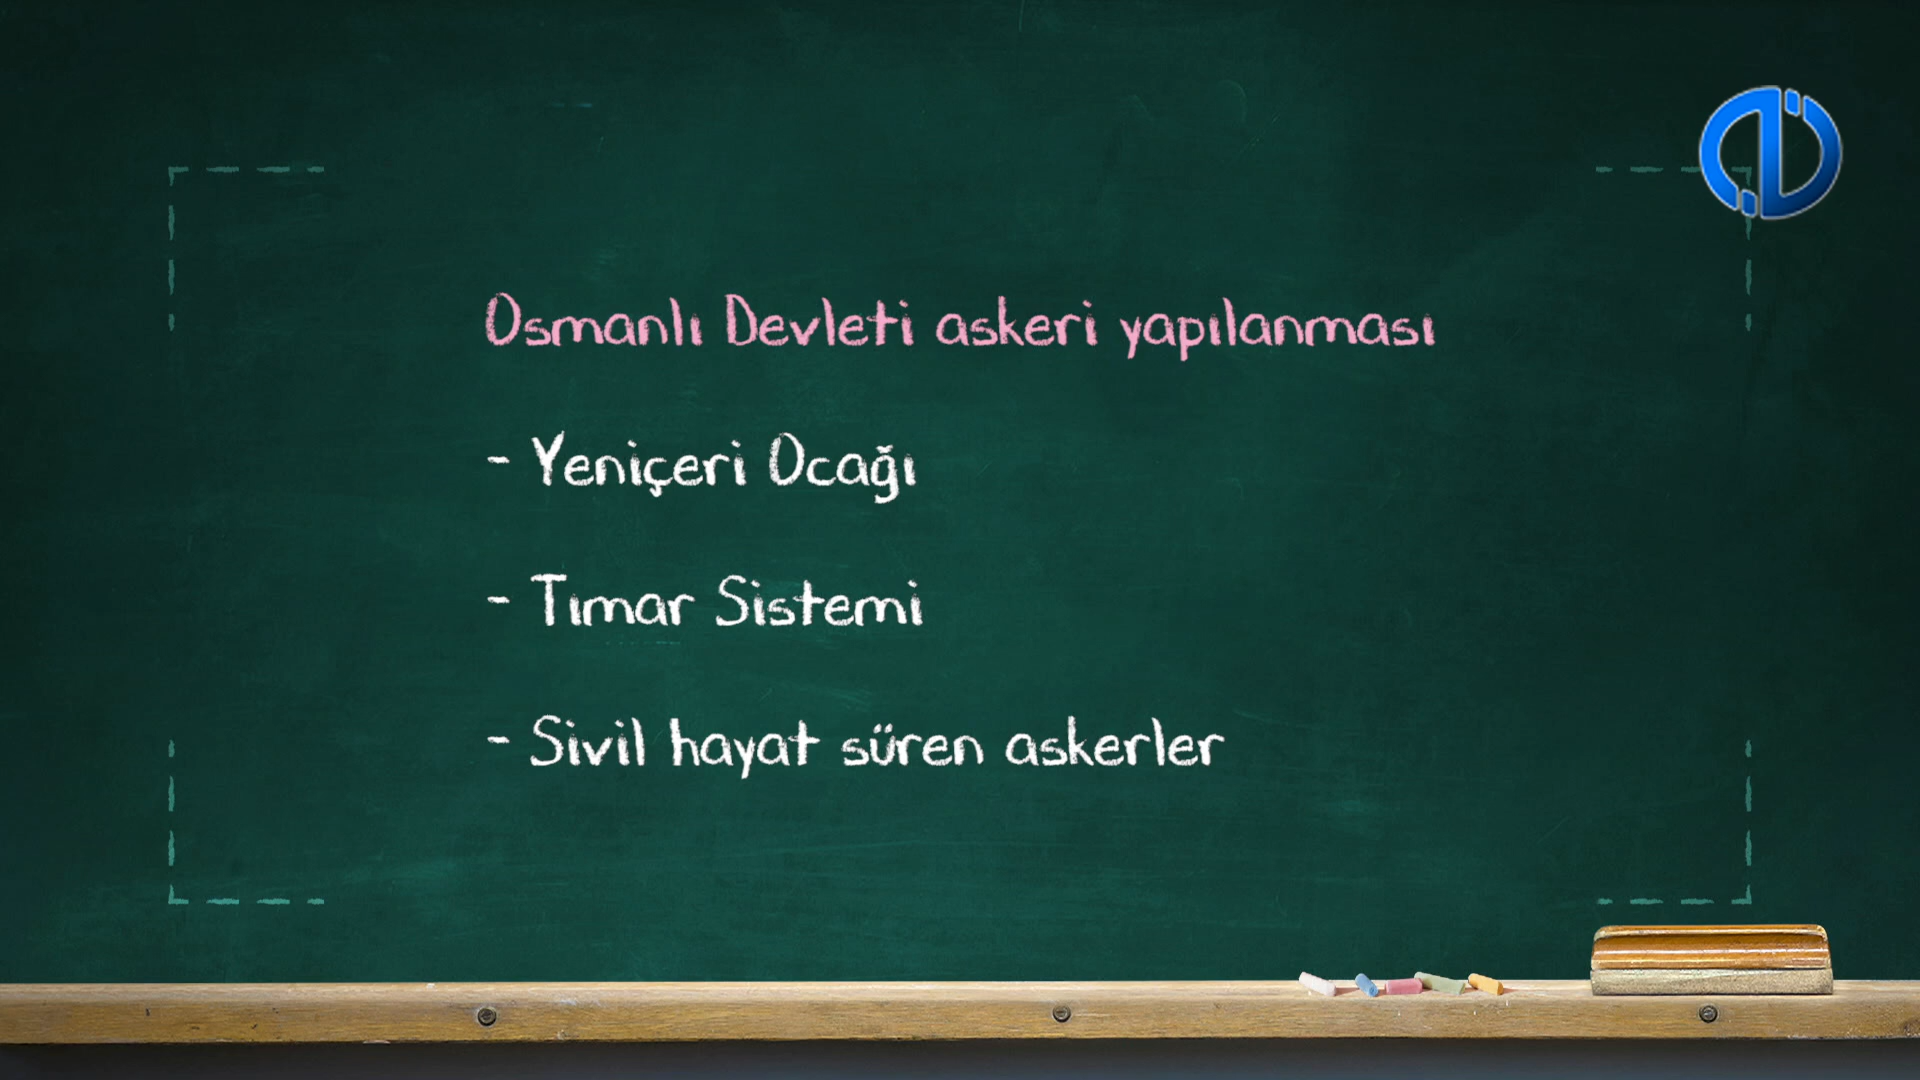 Osmanlı Devleti askeri yapılanması
- Yeniçeri Ocağı
- Tımar Sistemi
- Sivil hayat süren askerler